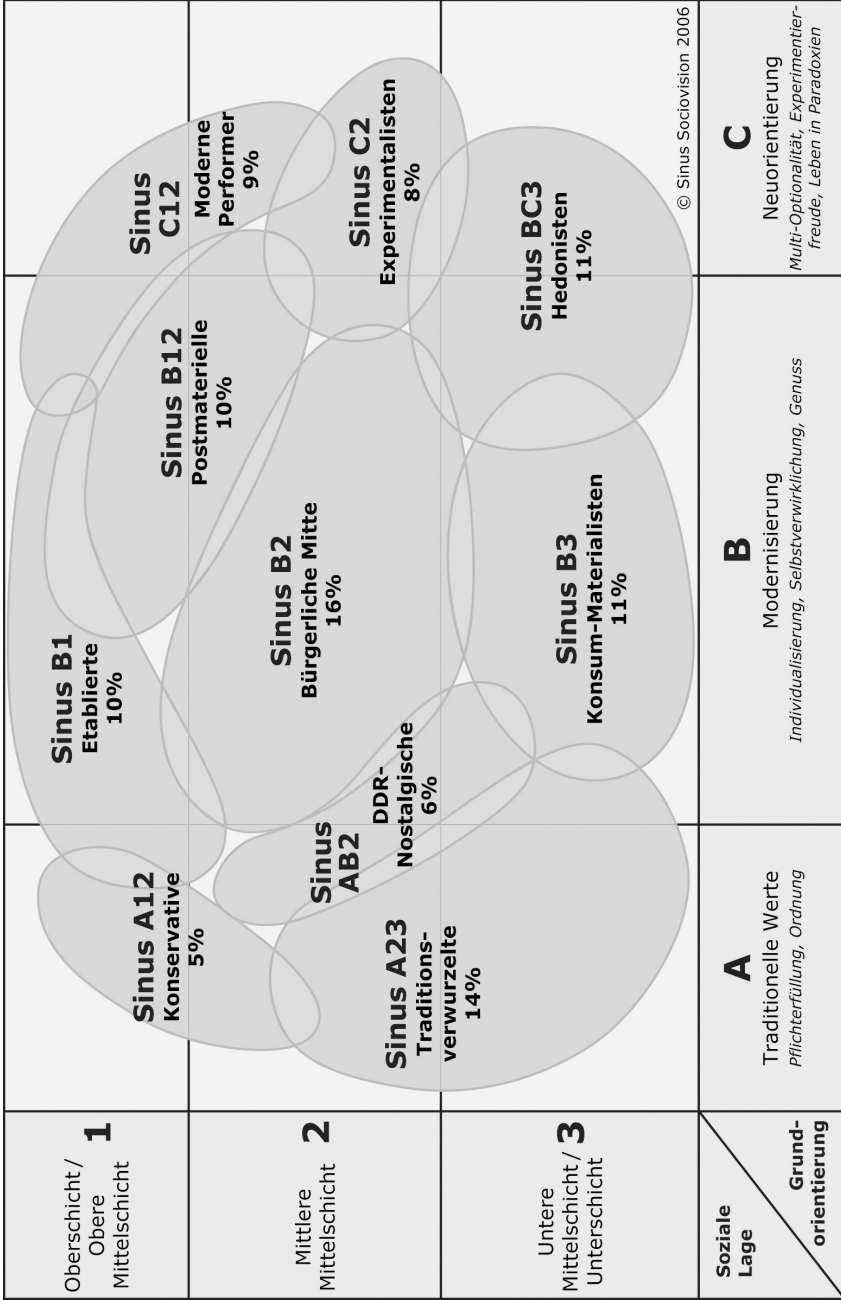 Oberschicht/
Obere
Mittelschicht
1
Mittlere
Mittelschicht
2
Untere
Mittelschicht /
Unterschicht
3
Soziale
Lage
Grund-
orientierung
Sinus B1
Etablierte
10%
Sinus
C12
Moderne
Performer
9%
Sinus B12
Postmaterielle
10%
Sinus A12
Konservative
5%
Sinus B2
Bürgerliche Mitte
16%
Sinus C2
Experimentalisten
8%
Sinus
AB2
DDR-
Nostalgische
6%
Sinus A23
Traditions-
verwurzelte
14%
Sinus B3
Konsum-Materialisten
11%
Sinus BC3
Hedonisten
11%
© Sinus Sociovision 2006
A
Traditionelle Werte
Pflichterfüllung, Ordnung
B
Modernisierung
Individualisierung, Selbstverwirklichung, Genuss
C
Neuorientierung
Multi-Optionalität, Experimentier-
freude, Leben in Paradoxien